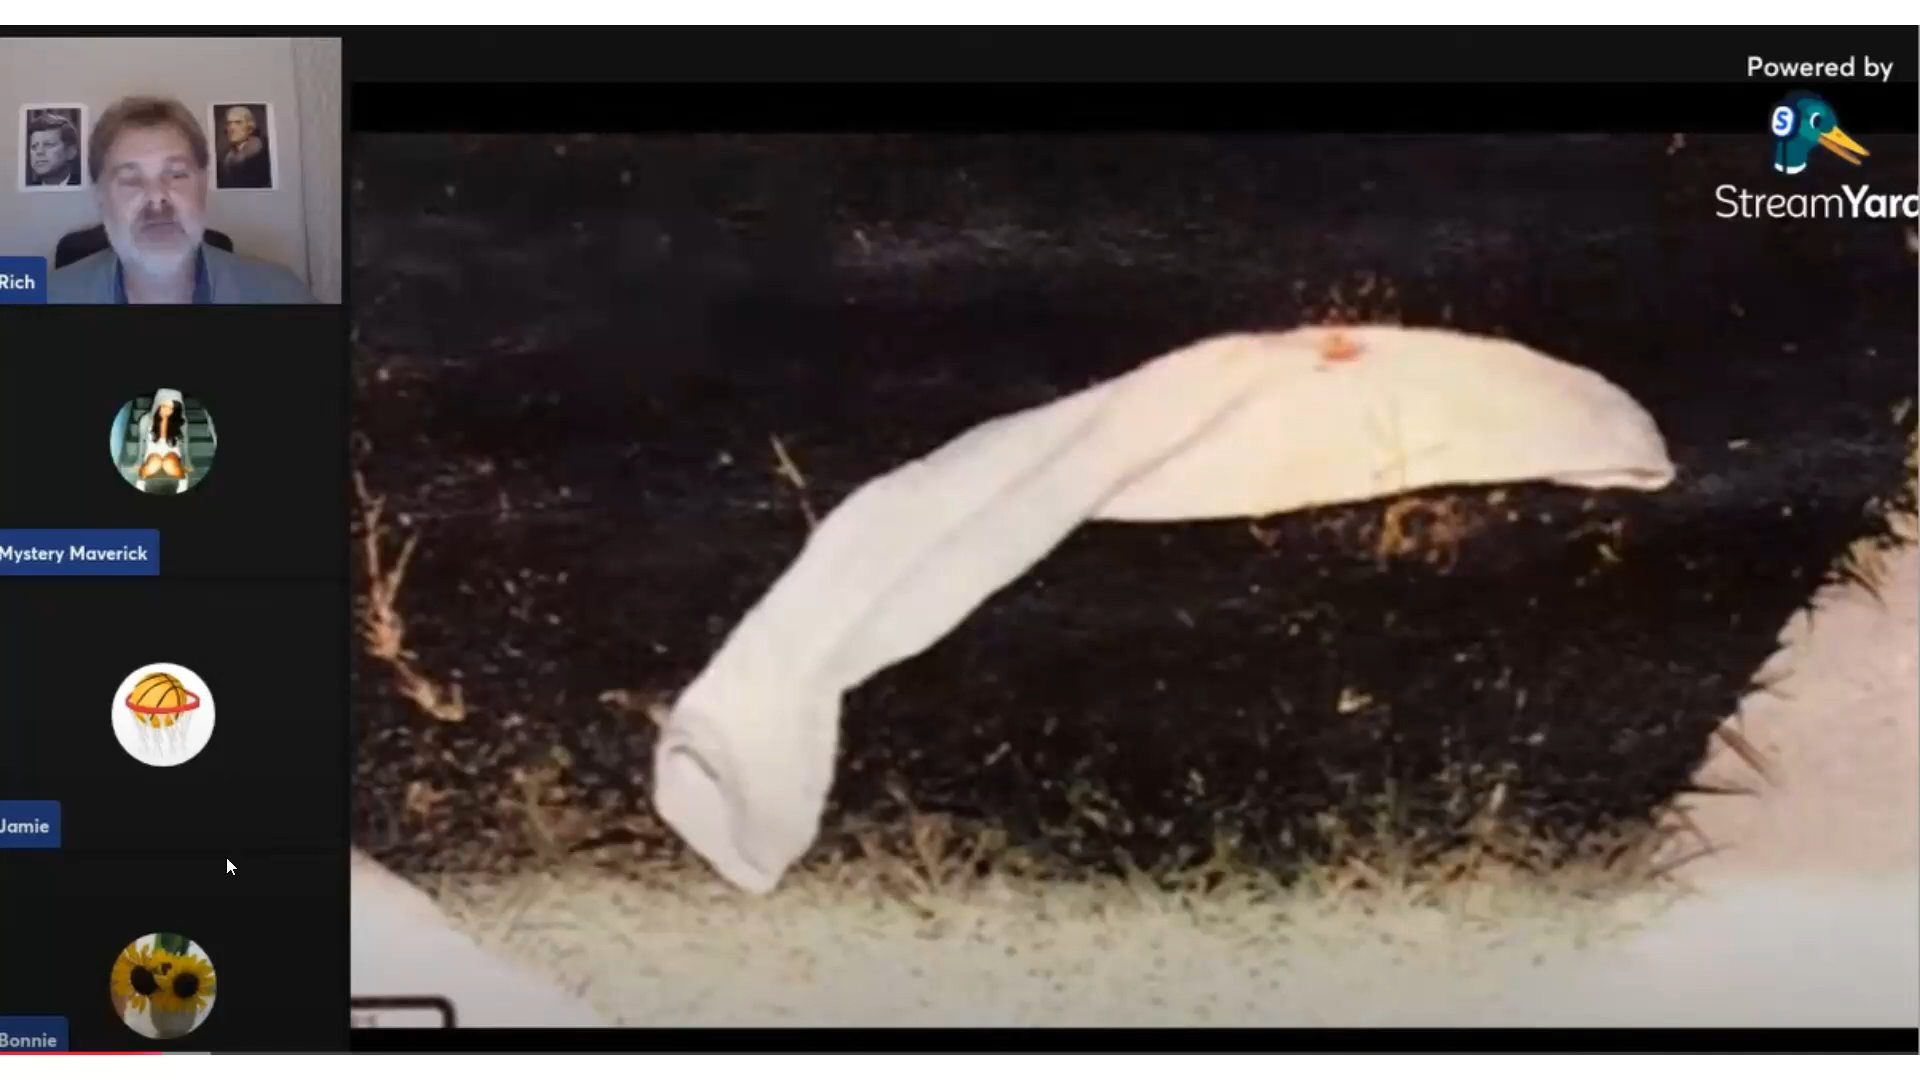 Powered by
S
StreamYard
Rich
Mystery Maverick
Jamie
Bonnie